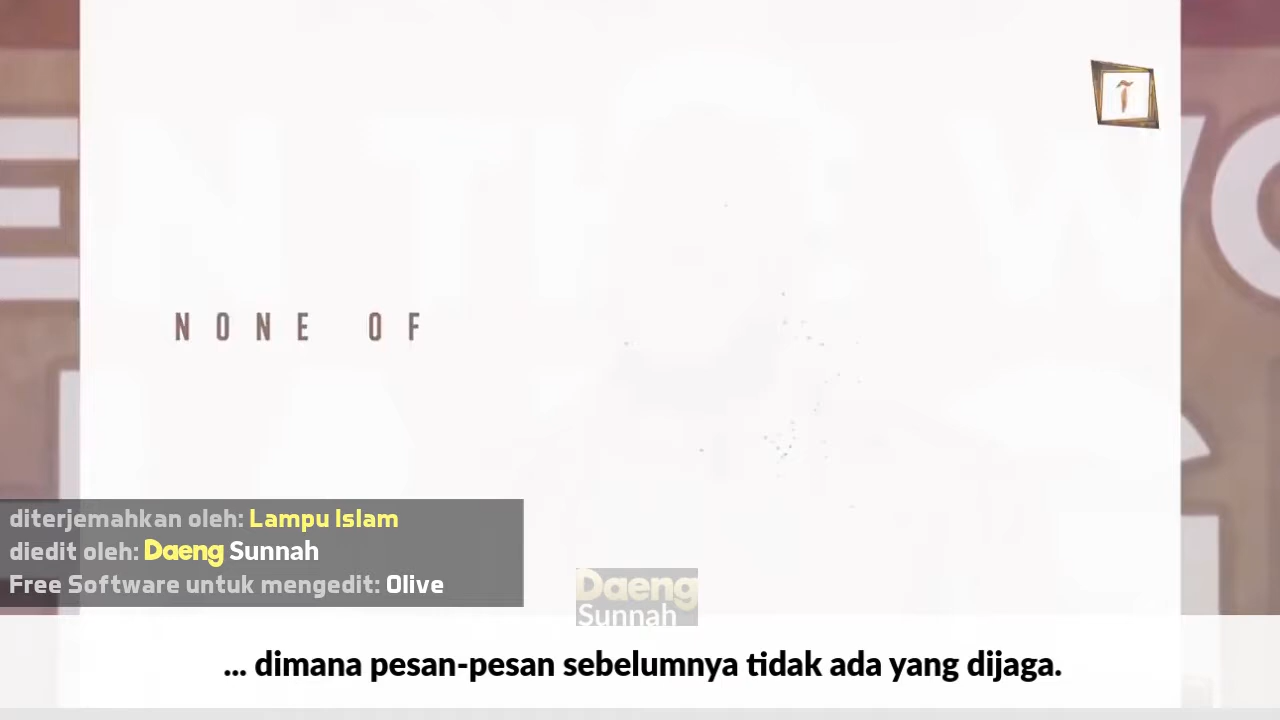 NONE OF
diterjemahkan oleh: Lampu Islam
diedit oleh: Daeng Sunnah
Free Software untuk mengedit: Olive
Daeng
Sunnah
... dimana pesan-pesan sebelumnya tidak ada yang dijaga.